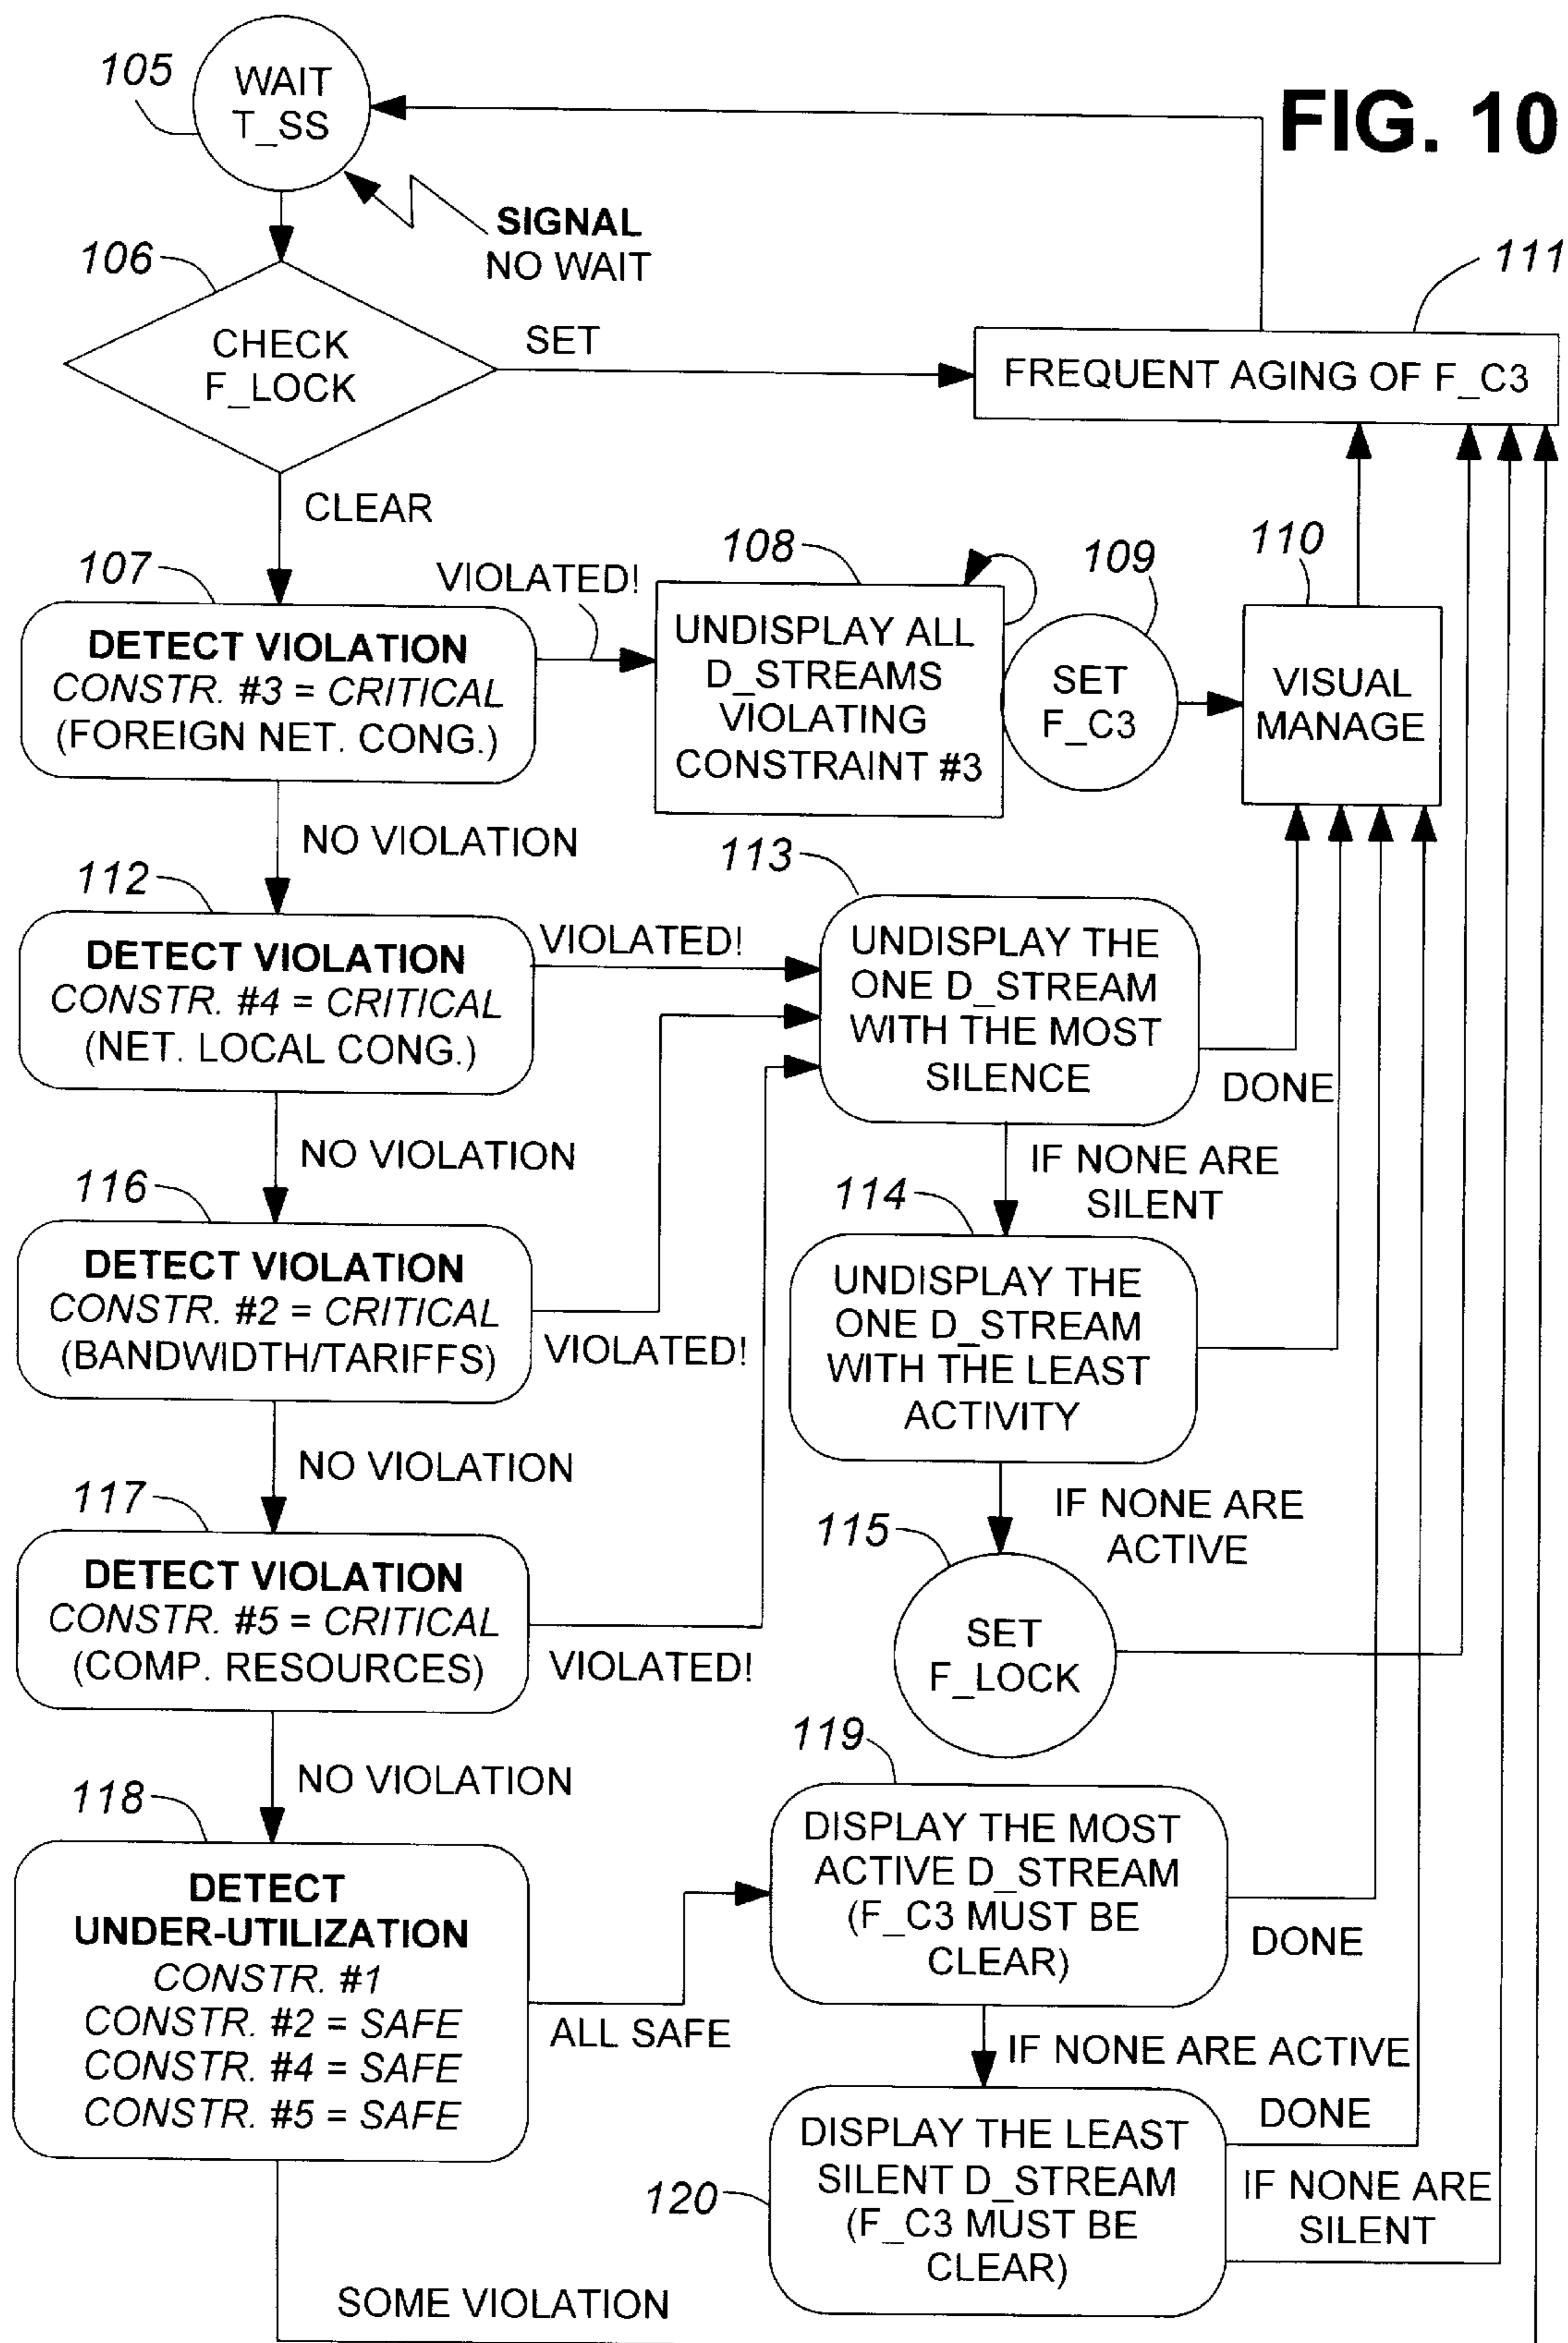 FIG. 10
105
WAIT
T_SS
SIGNAL
NO WAIT
106
CHECK
F_LOCK
SET
111
FREQUENT AGING OF F_C3
CLEAR
107
DETECT VIOLATION
CONSTR. #3 = CRITICAL
(FOREIGN NET. CONG.)
VIOLATED!
108
UNDISPLAY ALL
D_STREAMS
VIOLATING
CONSTRAINT #3
109
SET
F_C3
110
VISUAL
MANAGE
NO VIOLATION
112
DETECT VIOLATION
CONSTR. #4 = CRITICAL
(NET. LOCAL CONG.)
VIOLATED!
113
UNDISPLAY THE
ONE D_STREAM
WITH THE MOST
SILENCE
DONE
NO VIOLATION
IF NONE ARE
SILENT
116
DETECT VIOLATION
CONSTR. #2 = CRITICAL
(BANDWIDTH/TARIFFS)
VIOLATED!
114
UNDISPLAY THE
ONE D_STREAM
WITH THE LEAST
ACTIVITY
NO VIOLATION
IF NONE ARE
ACTIVE
117
DETECT VIOLATION
CONSTR. #5 = CRITICAL
(COMP. RESOURCES)
VIOLATED!
115
SET
F_LOCK
NO VIOLATION
118
DETECT
UNDER-UTILIZATION
CONSTR. #1
CONSTR. #2 = SAFE
CONSTR. #4 = SAFE
CONSTR. #5 = SAFE
ALL SAFE
119
DISPLAY THE MOST
ACTIVE D_STREAM
(F_C3 MUST BE
CLEAR)
DONE
IF NONE ARE ACTIVE
120
DISPLAY THE LEAST
SILENT D_STREAM
(F_C3 MUST BE
CLEAR)
DONE
IF NONE ARE
SILENT
SOME VIOLATION